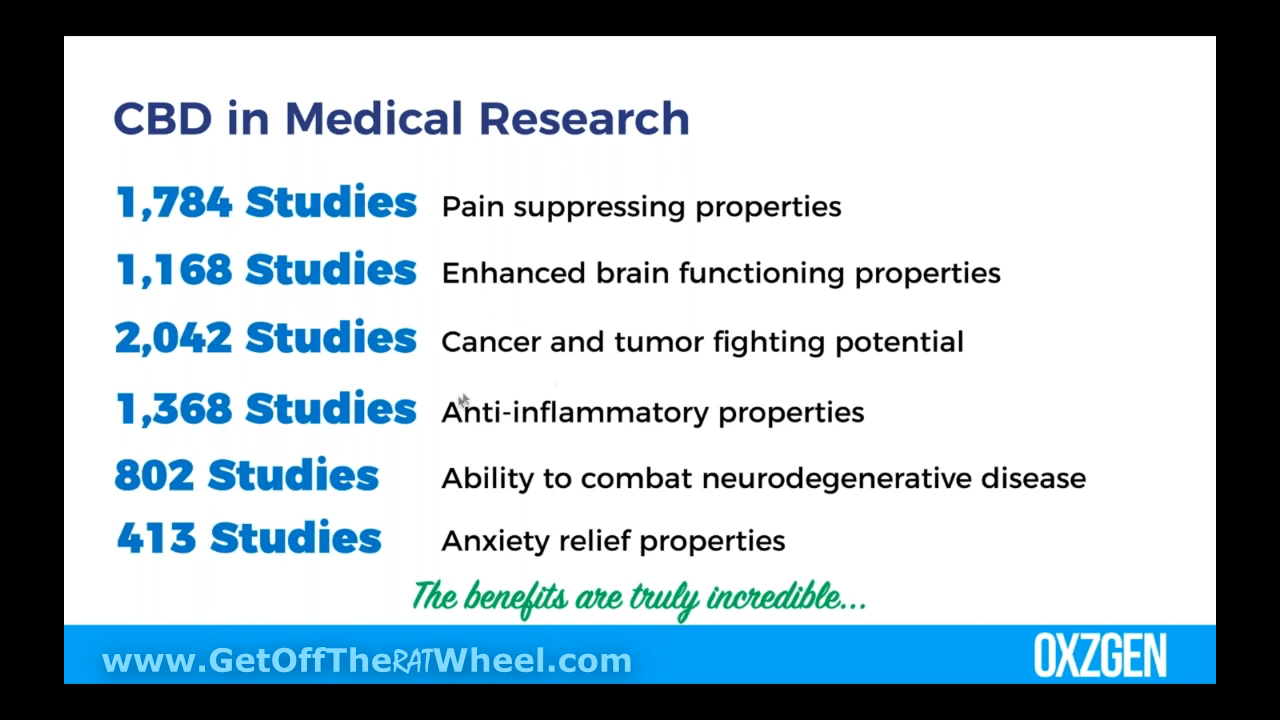 CBD in Medical Research
1,784 Studies Pain suppressing properties
1,168 Studies Enhanced brain functioning properties
2,042 Studies Cancer and tumor fighting potential
1,368 Studies Anti-inflammatory properties
802 Studies Ability to combat neurodegenerative disease
413 Studies Anxiety relief properties
The benefits are truly incredible...
www.GetOffTheRATWheel.com OXZGEN